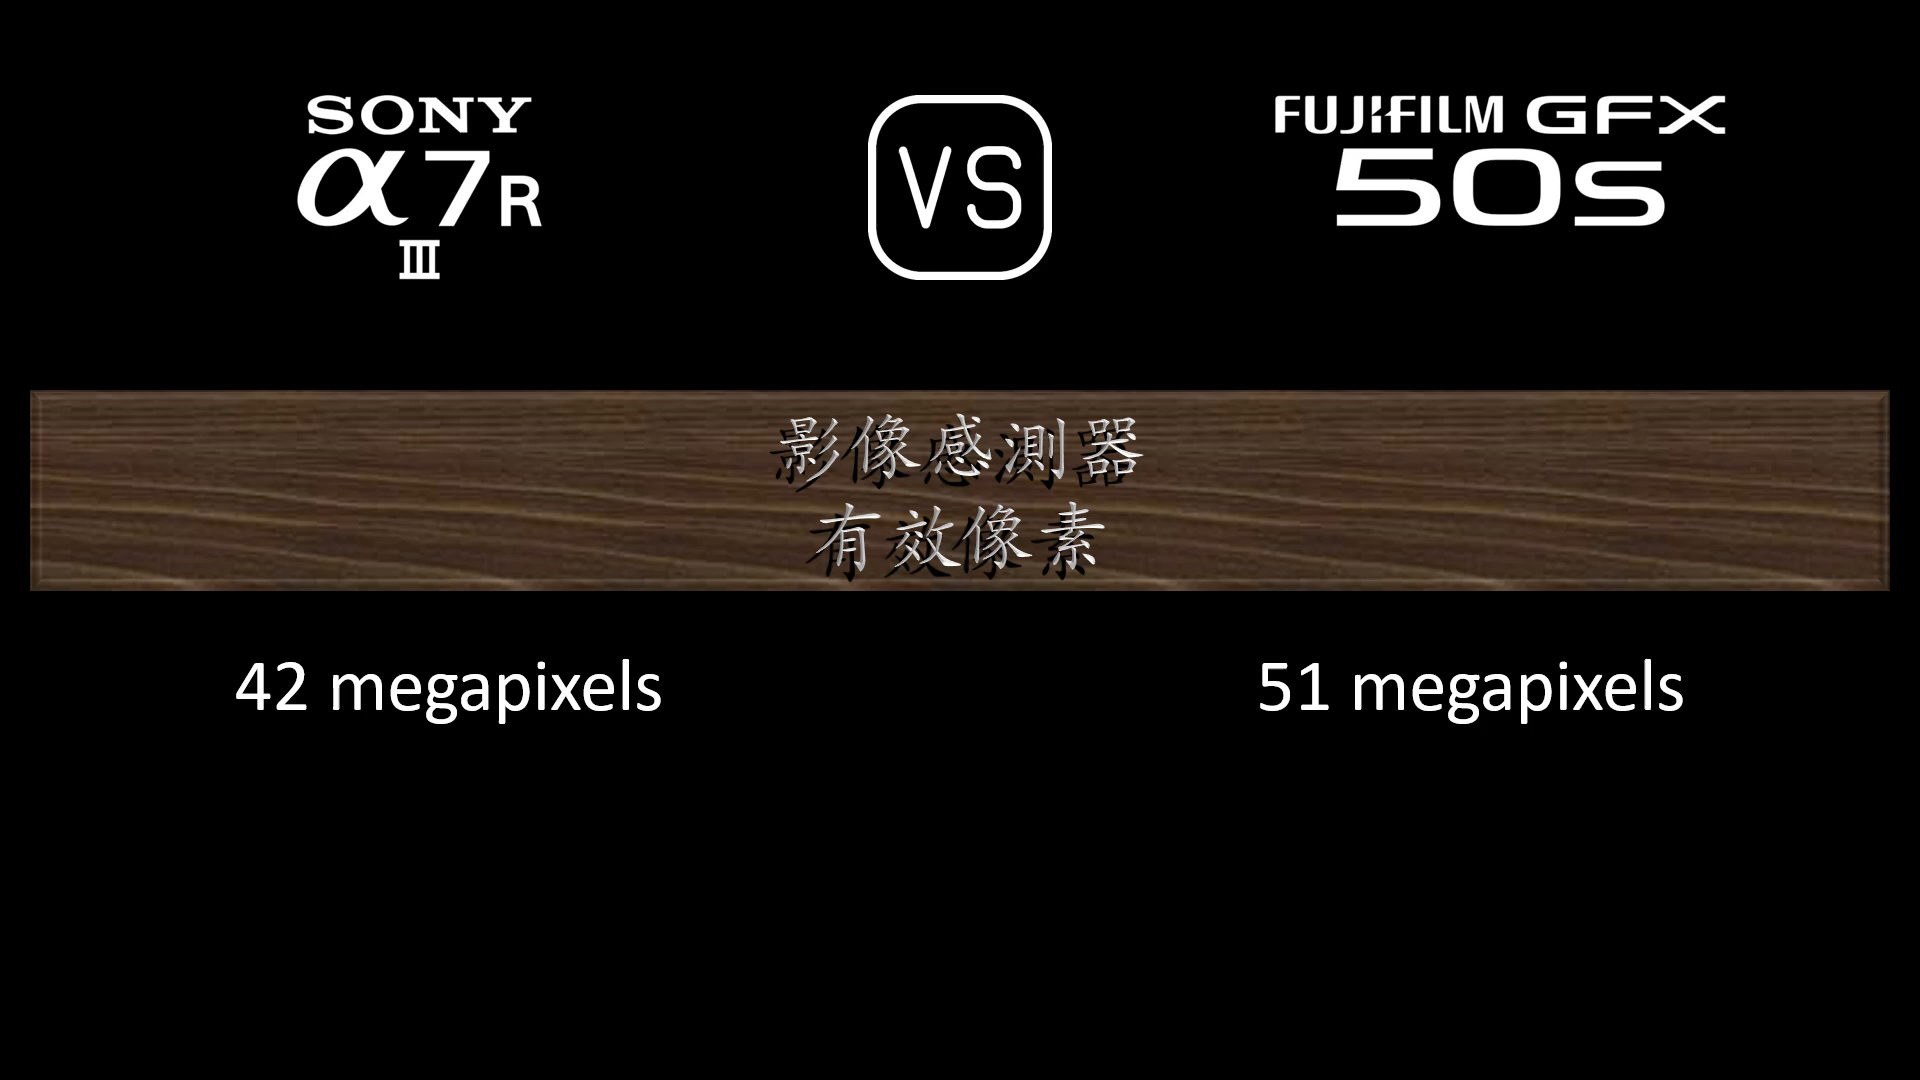 SONY
α7R
III
VS
FUJIFILM GFX
50S
影像感測器
有效像素
42 megapixels
51 megapixels